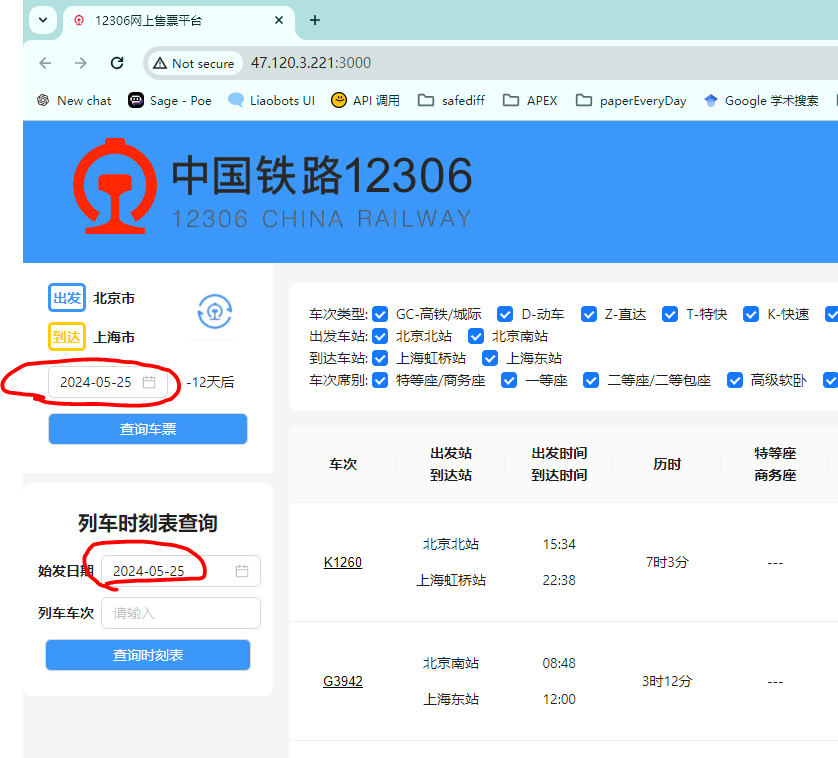 12306网上售票平台
Not secure 47.120.3.221:3000
New chat Sage - Poe Liaobots UI API 调用 safediff APEX paperEveryDay Google 学术搜索
中国铁路12306
12306 CHINA RAILWAY
出发 北京市
到达 上海市
2024-05-25 -12天后
查询车票
列车时刻表查询
始发日期 2024-05-25
列车车次 请输入
查询时刻表
车次类型: GC-高铁/城际 D-动车 Z-直达 T-特快 K-快速
出发车站: 北京北站 北京南站
到达车站: 上海虹桥站 上海东站
车次席别: 特等座/商务座 一等座 二等座/二等包座 高级软卧
车次 出发站 到达站 出发时间 到达时间 历时 特等座 商务座
K1260 北京北站 上海虹桥站 15:34 22:38 7时3分 ---
G3942 北京南站 上海东站 08:48 12:00 3时12分 ---